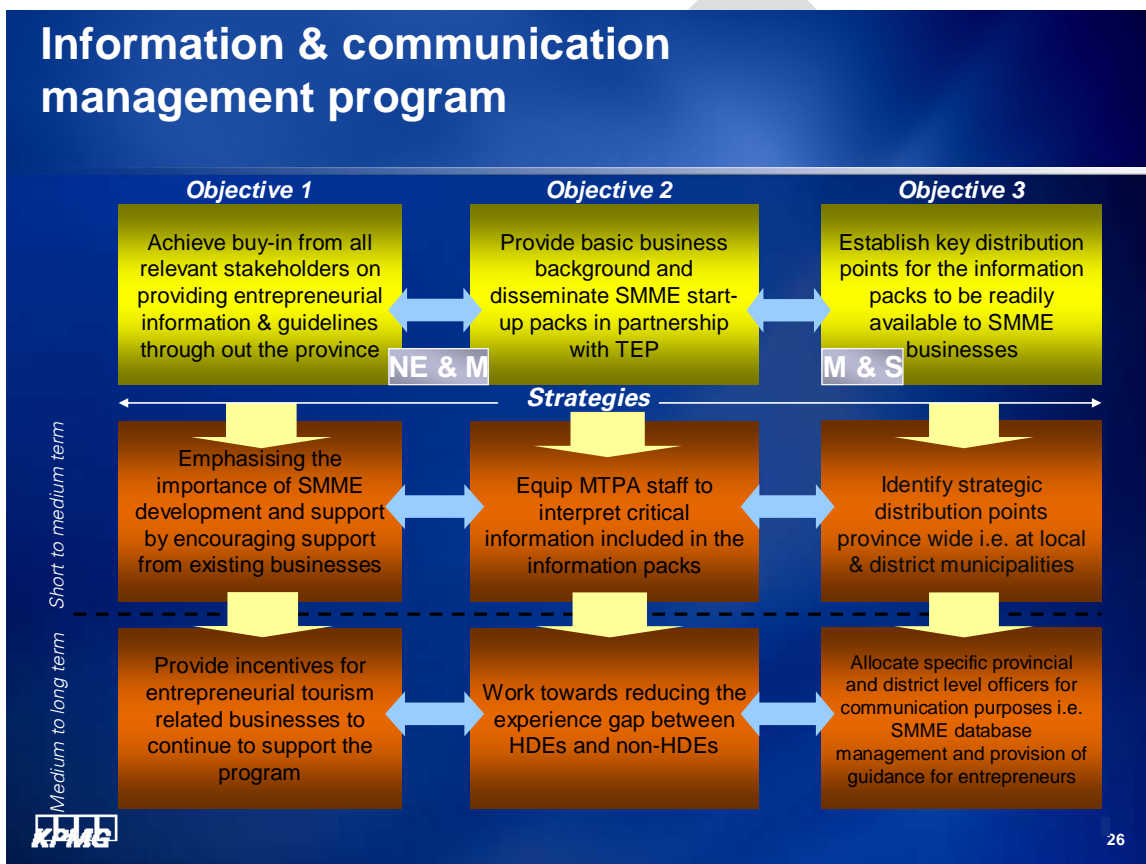 Information & communication
management program
Objective 1
Objective 2
Objective 3
Achieve buy-in from all
relevant stakeholders on
providing entrepreneurial
information & guidelines
through out the province
Provide basic business
background and
disseminate SMME start-
up packs in partnership
with TEP
Establish key distribution
points for the information
packs to be readily
available to SMME
businesses
NE & M
M & S
Strategies
Short to medium term
Emphasising the
importance of SMME
development and support
by encouraging support
from existing businesses
Equip MTPA staff to
interpret critical
information included in the
information packs
Identify strategic
distribution points
province wide i.e. at local
& district municipalities
Medium to long term
Provide incentives for
entrepreneurial tourism
related businesses to
continue to support the
program
Work towards reducing the
experience gap between
HDEs and non-HDEs
Allocate specific provincial
and district level officers for
communication purposes i.e.
SMME database
management and provision of
guidance for entrepreneurs
KPMG
26